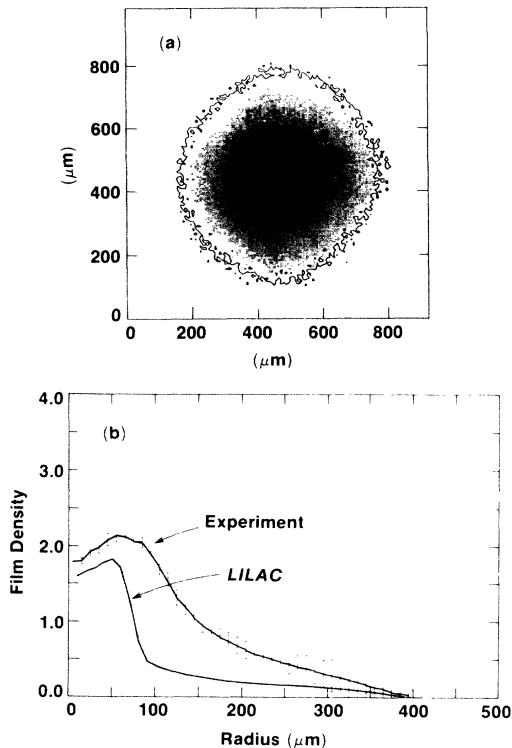 (a)
800
600
(μm)
400
200
0
0 200 400 600 800
(μm)
4.0
(b)
3.0
Film Density
Experiment
2.0
LILAC
1.0
0.0
0 100 200 300 400 500
Radius (μm)